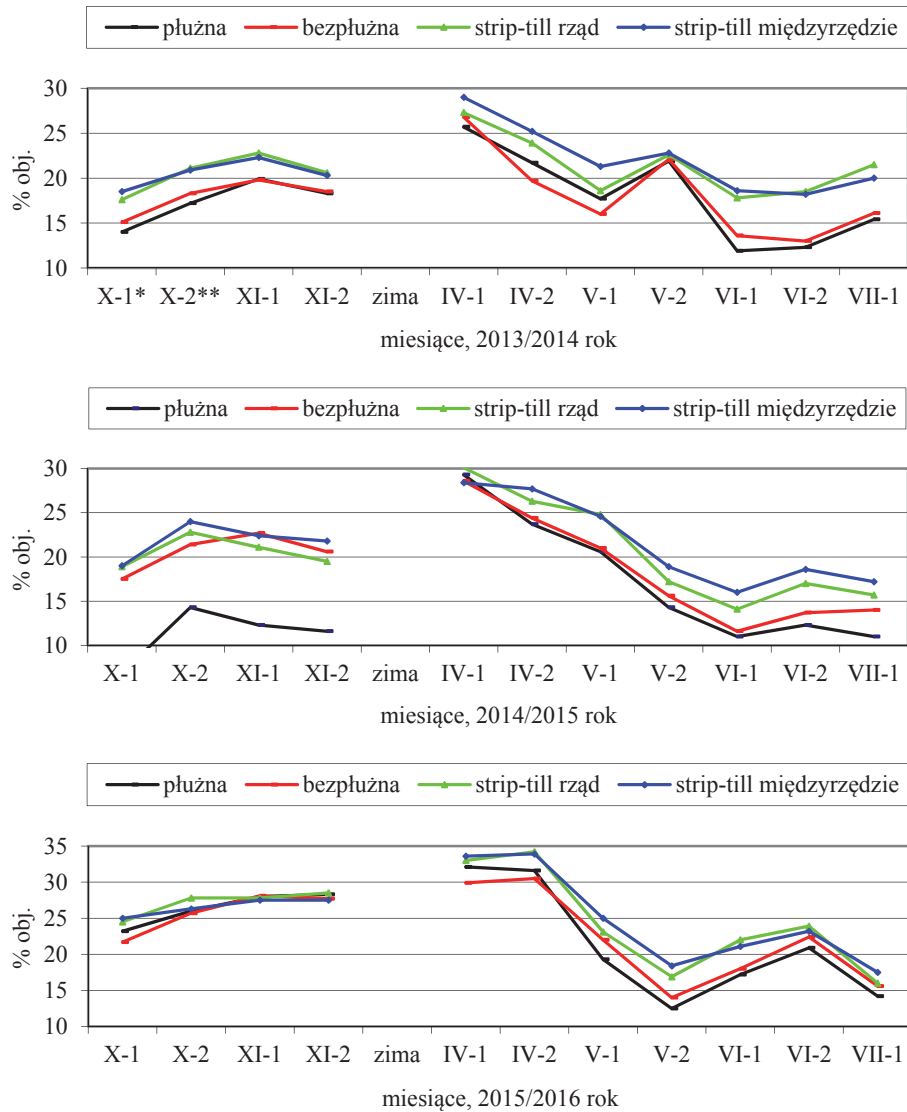 płużna bezpłużna strip-till rząd strip-till międzyrzędzie
30
25
20
15
10
% obj.
X-1* X-2** XI-1 XI-2 zima IV-1 IV-2 V-1 V-2 VI-1 VI-2 VII-1
miesiące, 2013/2014 rok
płużna bezpłużna strip-till rząd strip-till międzyrzędzie
30
25
20
15
10
% obj.
X-1 X-2 XI-1 XI-2 zima IV-1 IV-2 V-1 V-2 VI-1 VI-2 VII-1
miesiące, 2014/2015 rok
płużna bezpłużna strip-till rząd strip-till międzyrzędzie
35
30
25
20
15
10
% obj.
X-1 X-2 XI-1 XI-2 zima IV-1 IV-2 V-1 V-2 VI-1 VI-2 VII-1
miesiące, 2015/2016 rok